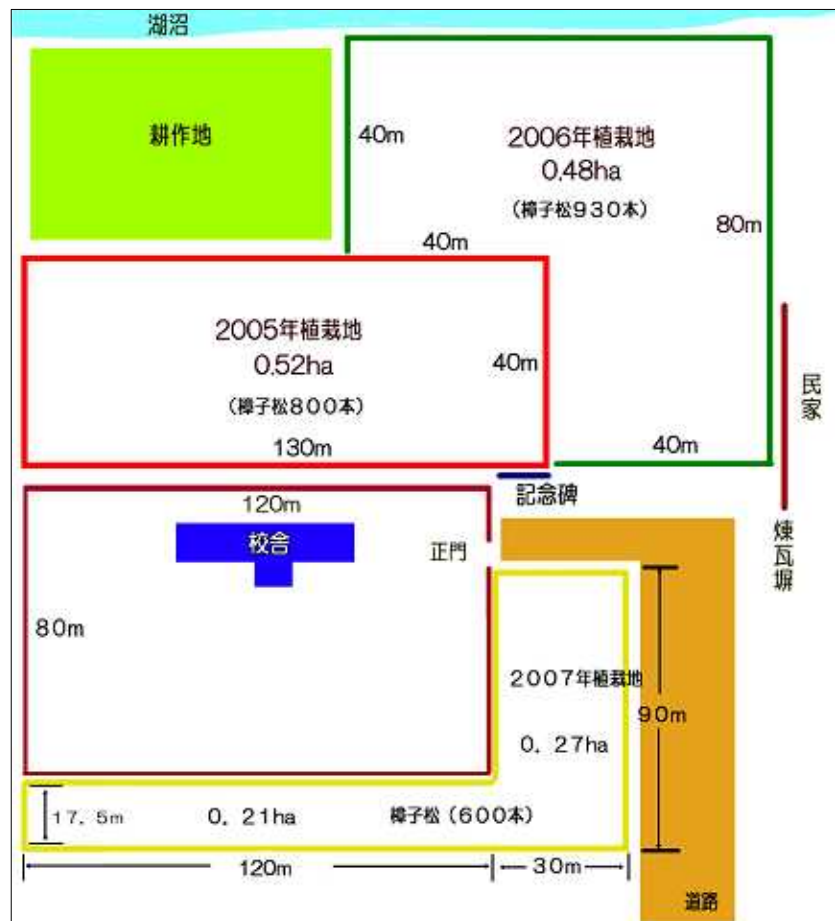 湖沼
耕作地
40m
2006年植栽地
0.48ha
(樟子松930本)
80m
40m
2005年植栽地
0.52ha
(樟子松800本)
40m
130m
40m
民家
記念碑
120m
校舎
正門
煉瓦塀
80m
2007年植栽地
90m
0.27ha
17.5m
0.21ha
樟子松(600本)
120m
30m
道路